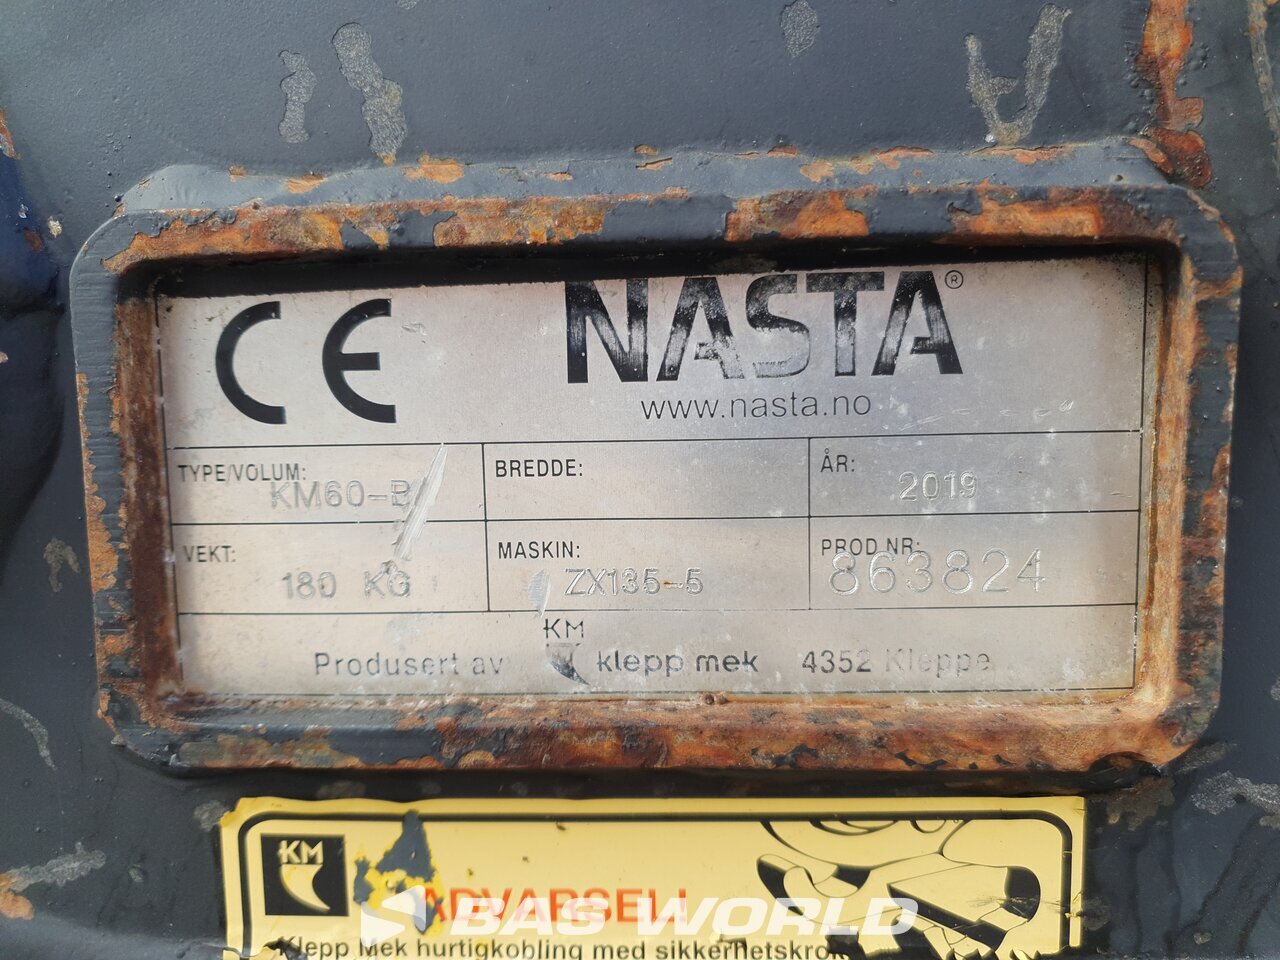 CE NASTA®
www.nasta.no
TYPE/VOLUM: KM60-B BREDDE: ÅR: 2019
VEKT: 180 KG MASKIN: ZX135-5 PROD NR: 863824
KM
Produsert av klepp mek 4352 Kleppe
KM
ADVARSEL!
BAS WORLD
Klepp Mek hurtigkobling med sikkerhetskrok